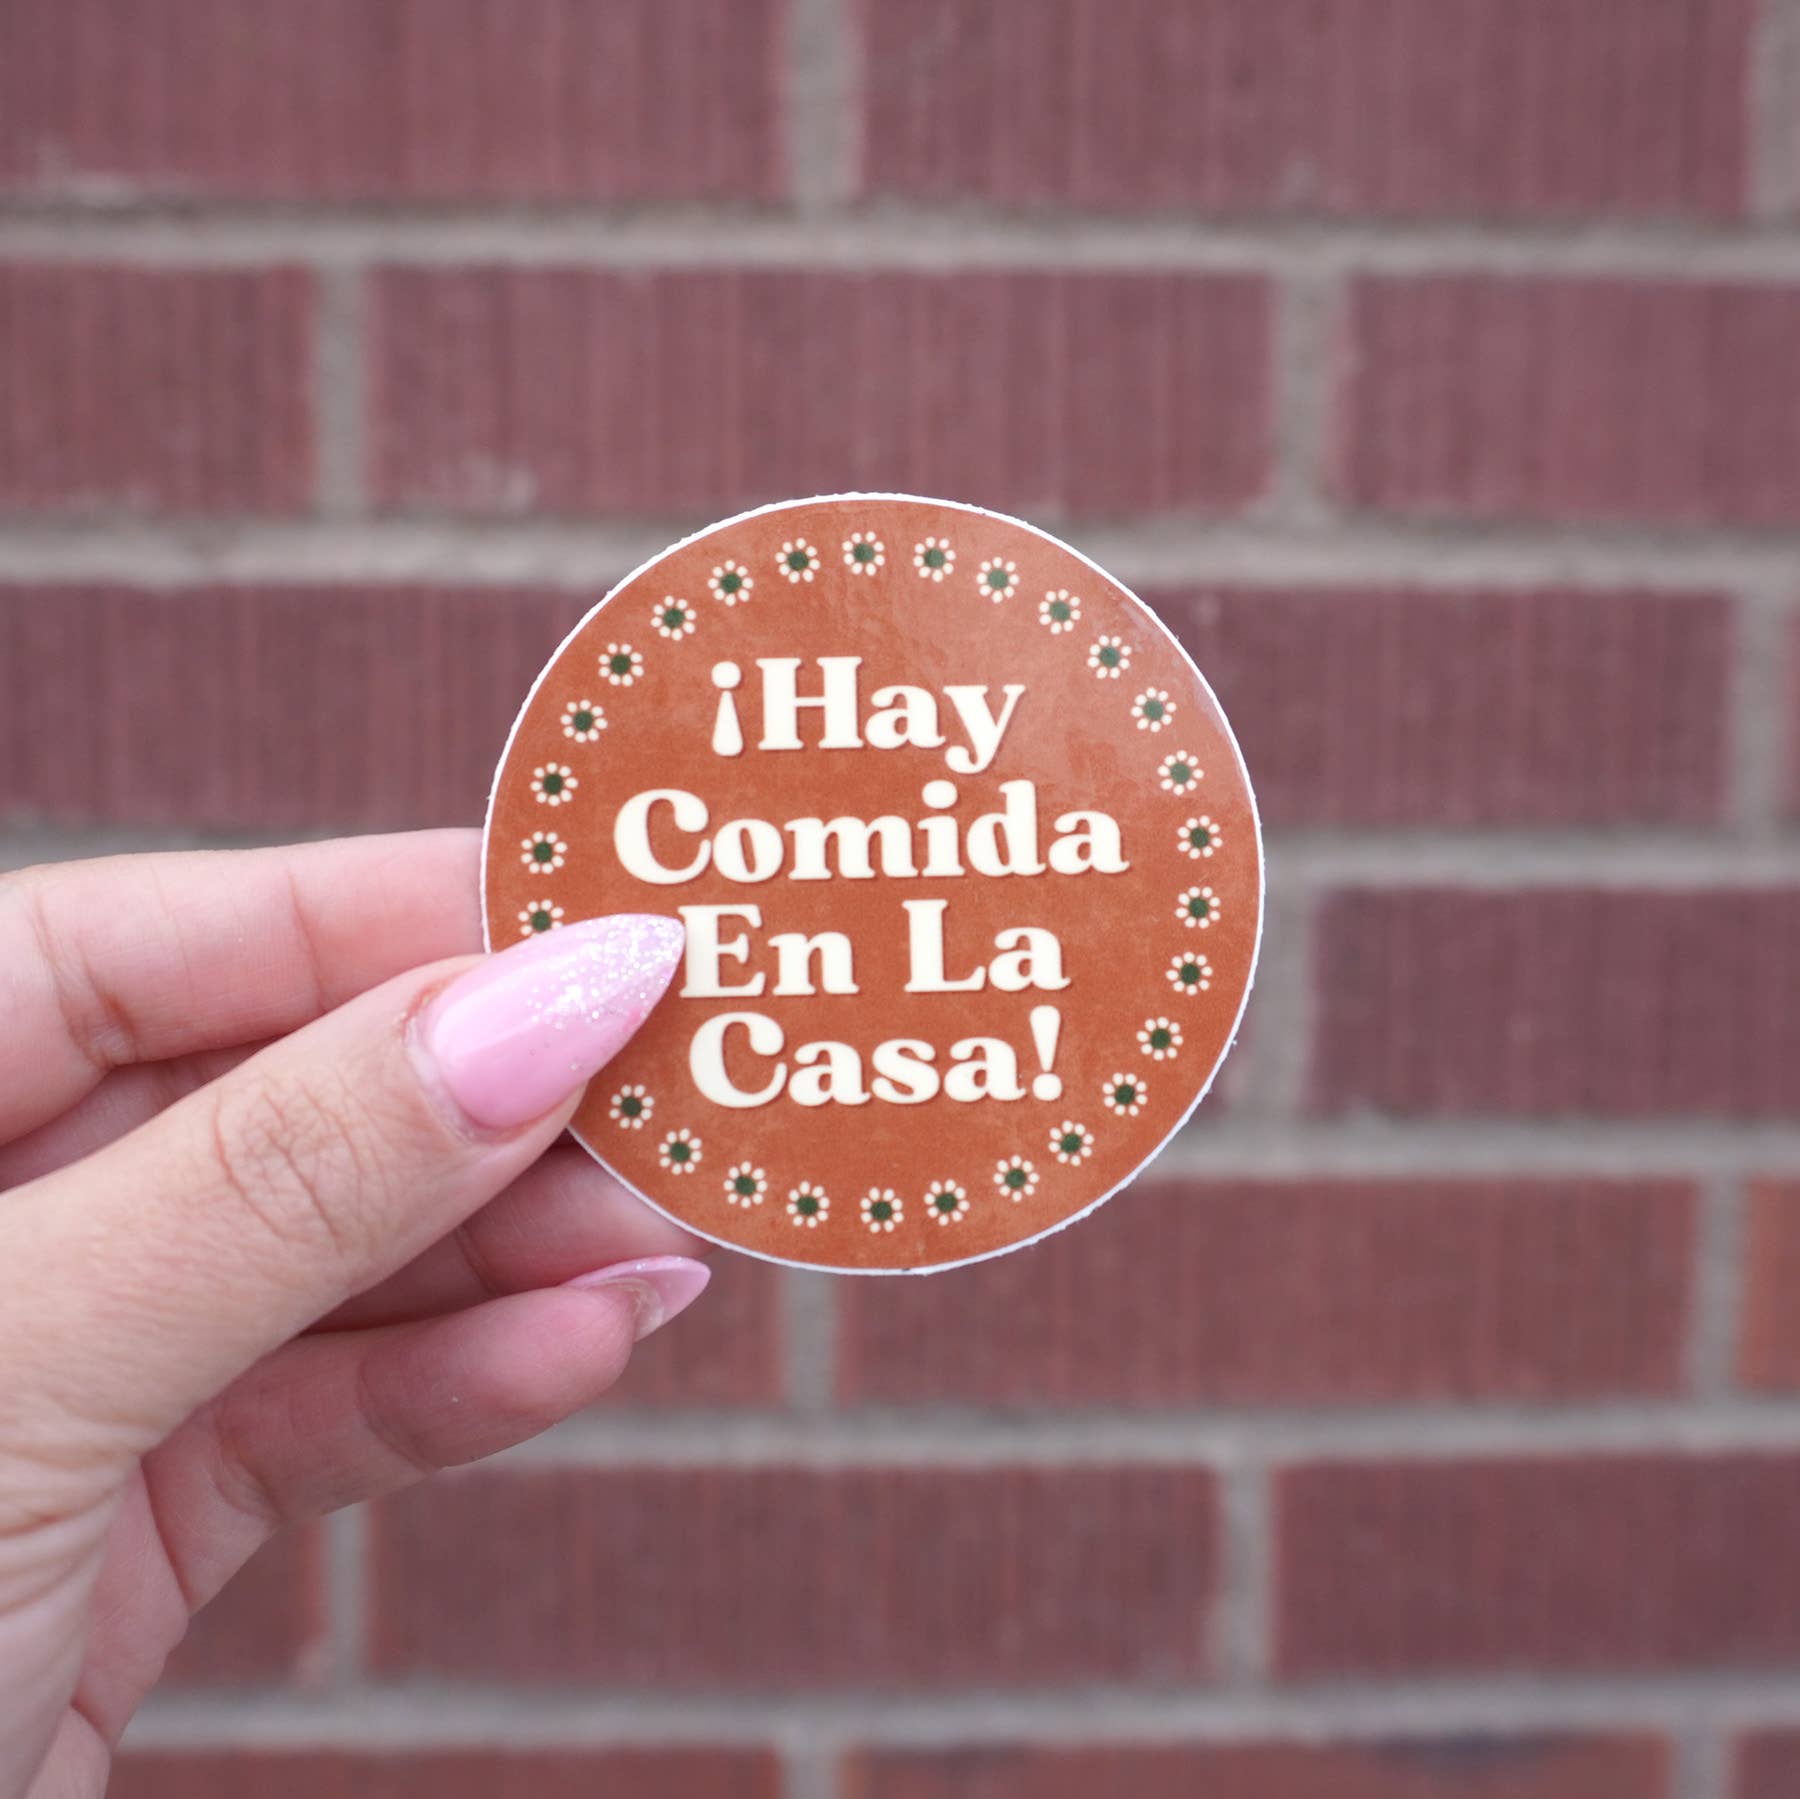 ¡Hay
Comida
En La
Casa!